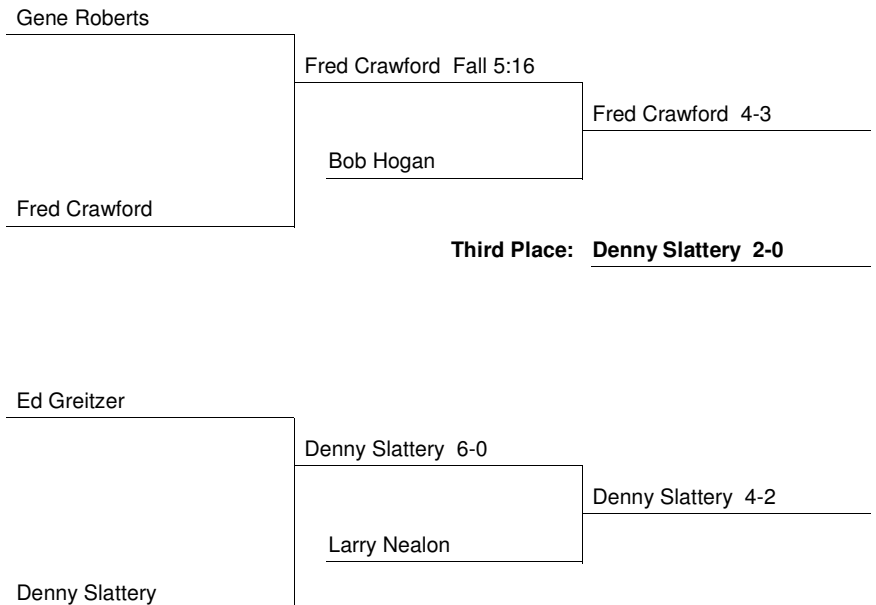 Gene Roberts
Fred Crawford Fall 5:16
Fred Crawford 4-3
Bob Hogan
Fred Crawford
Third Place: Denny Slattery 2-0
Ed Greitzer
Denny Slattery 6-0
Denny Slattery 4-2
Larry Nealon
Denny Slattery